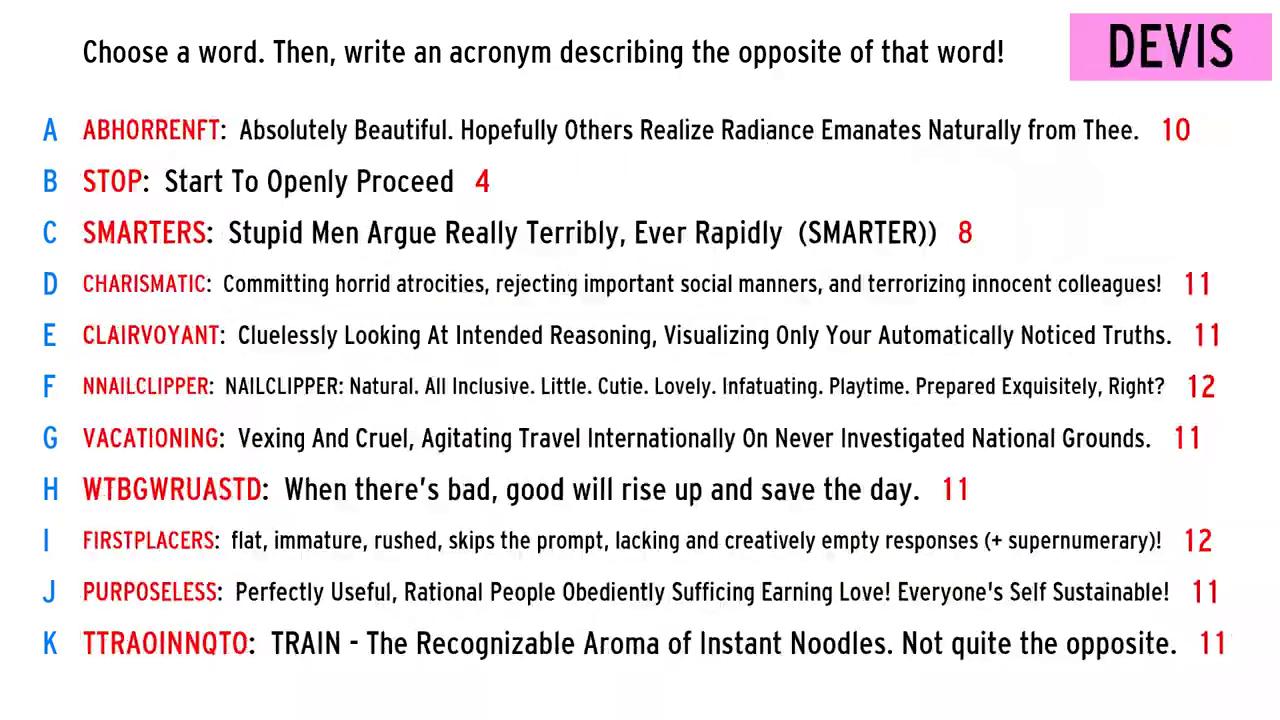 Choose a word. Then, write an acronym describing the opposite of that word!
DEVIS
A ABHORRENFT: Absolutely Beautiful. Hopefully Others Realize Radiance Emanates Naturally from Thee. 10
B STOP: Start To Openly Proceed 4
C SMARTERS: Stupid Men Argue Really Terribly, Ever Rapidly (SMARTER)) 8
D CHARISMATIC: Committing horrid atrocities, rejecting important social manners, and terrorizing innocent colleagues! 11
E CLAIRVOYANT: Cluelessly Looking At Intended Reasoning, Visualizing Only Your Automatically Noticed Truths. 11
F NNAILCLIPPER: NAILCLIPPER: Natural. All Inclusive. Little. Cutie. Lovely. Infatuating. Playtime. Prepared Exquisitely, Right? 12
G VACATIONING: Vexing And Cruel, Agitating Travel Internationally On Never Investigated National Grounds. 11
H WTBGWRUASTD: When there's bad, good will rise up and save the day. 11
I FIRSTPLACERS: flat, immature, rushed, skips the prompt, lacking and creatively empty responses (+ supernumerary)! 12
J PURPOSELESS: Perfectly Useful, Rational People Obediently Sufficing Earning Love! Everyone's Self Sustainable! 11
K TTRAOINNQTO: TRAIN - The Recognizable Aroma of Instant Noodles. Not quite the opposite. 11